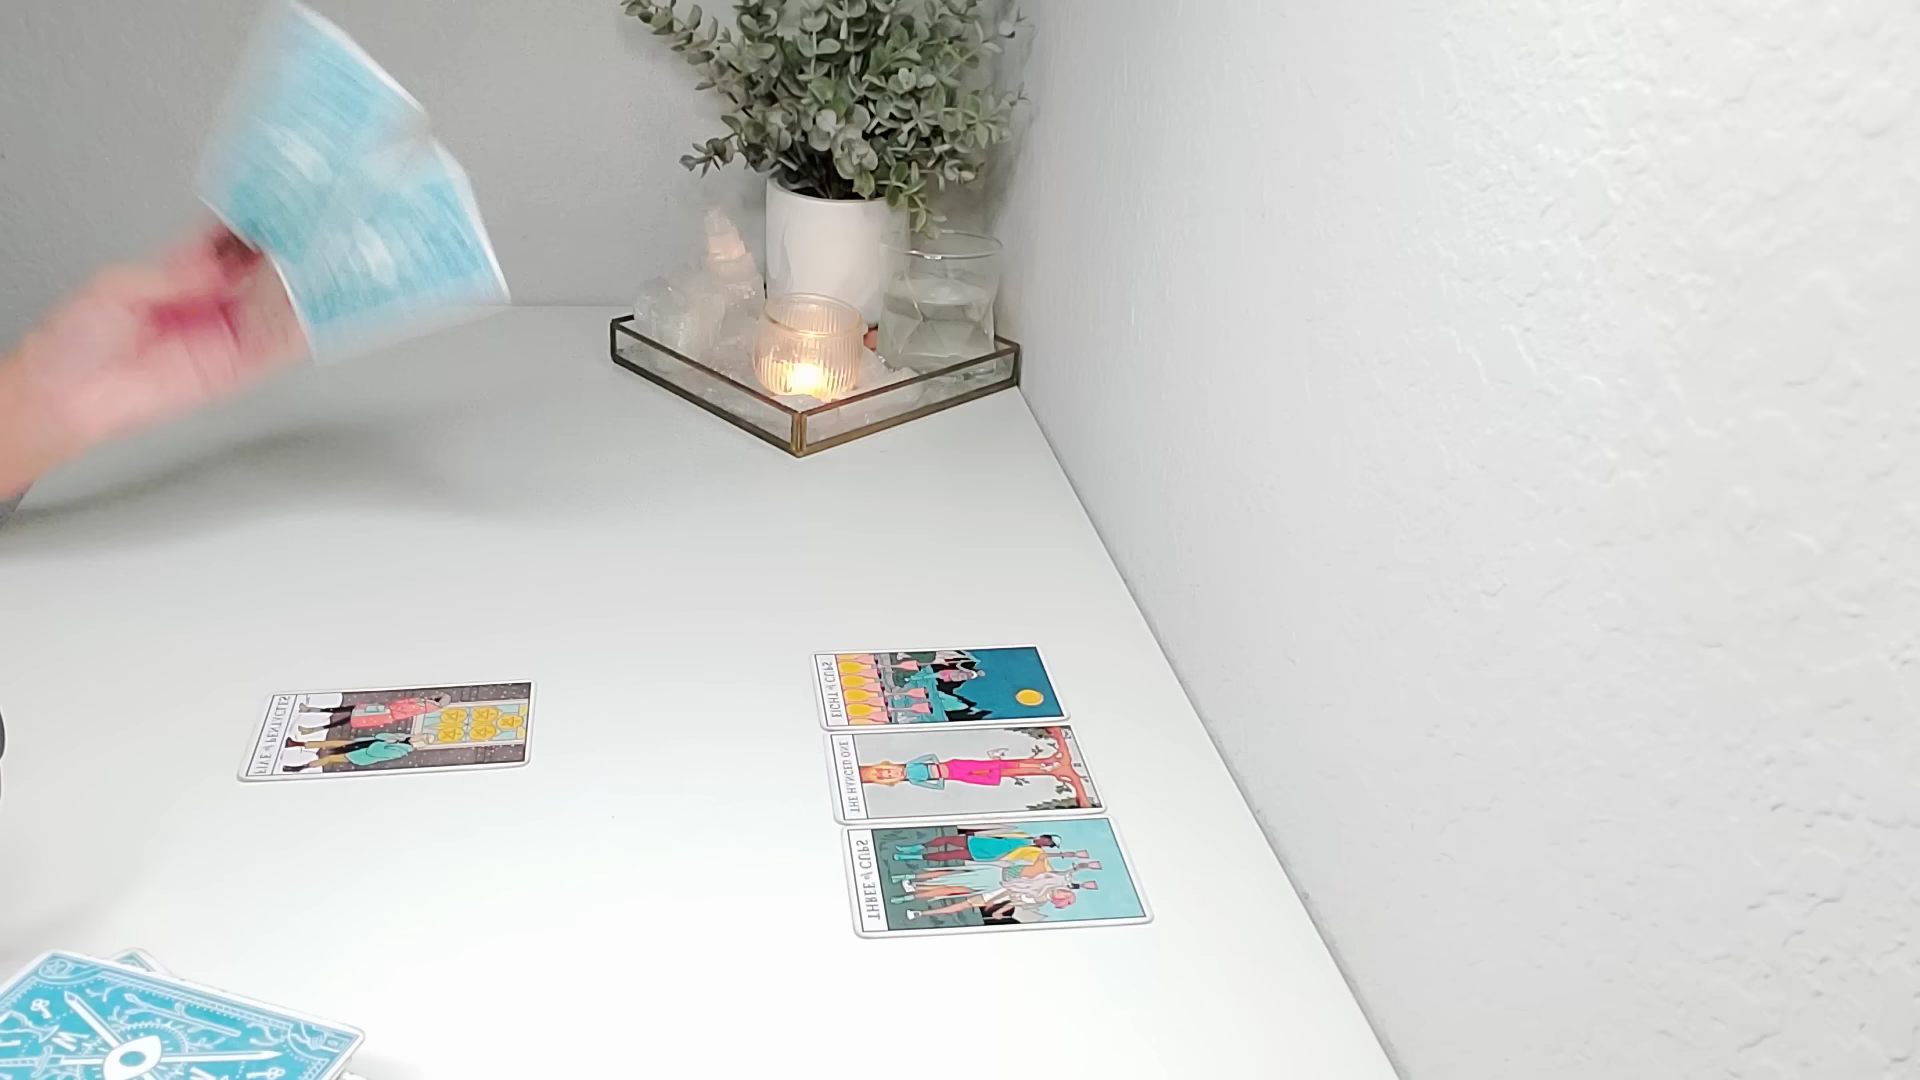 EIGHT of CUPS
THE HANGED ONE
THREE of CUPS
FIVE of PENTACLES